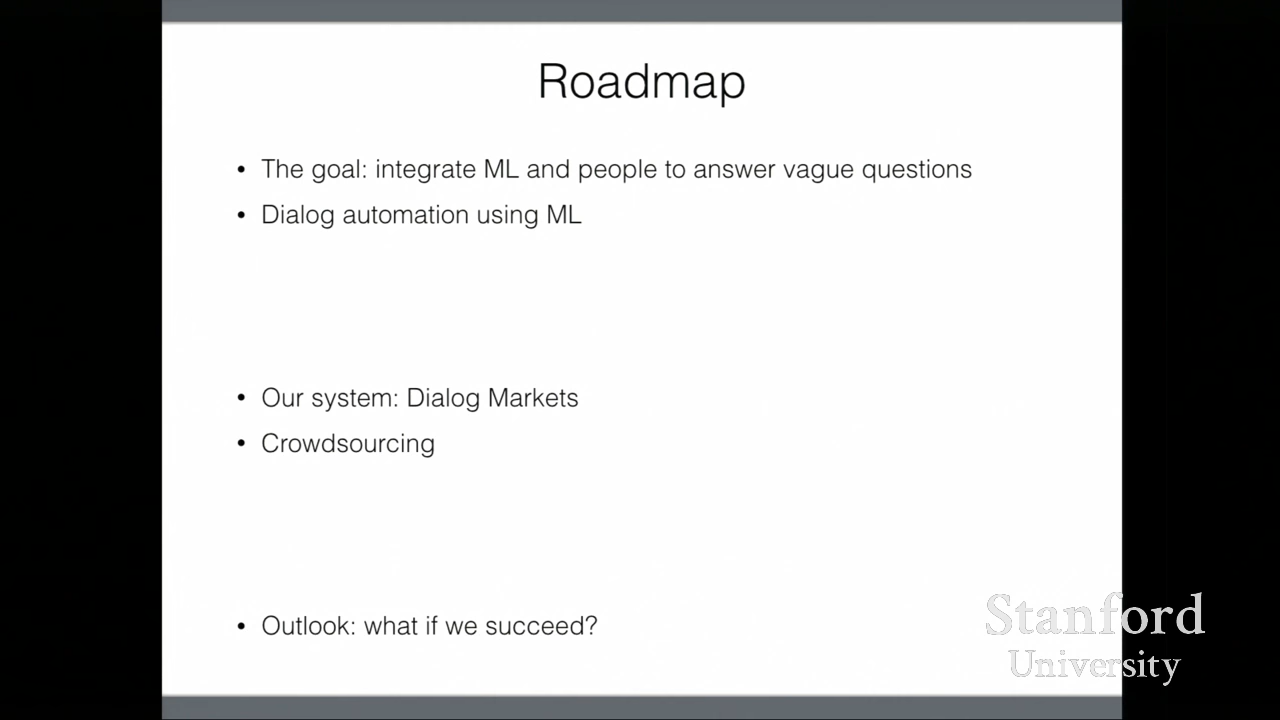 Roadmap
• The goal: integrate ML and people to answer vague questions
• Dialog automation using ML
• Our system: Dialog Markets
• Crowdsourcing
• Outlook: what if we succeed?
Stanford
University